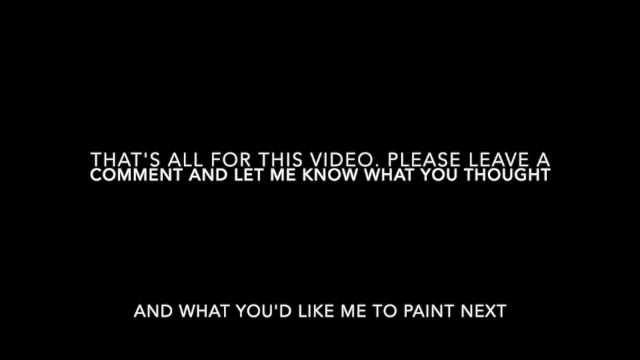 THAT'S ALL FOR THIS VIDEO. PLEASE LEAVE A
COMMENT AND LET ME KNOW WHAT YOU THOUGHT
AND WHAT YOU'D LIKE ME TO PAINT NEXT